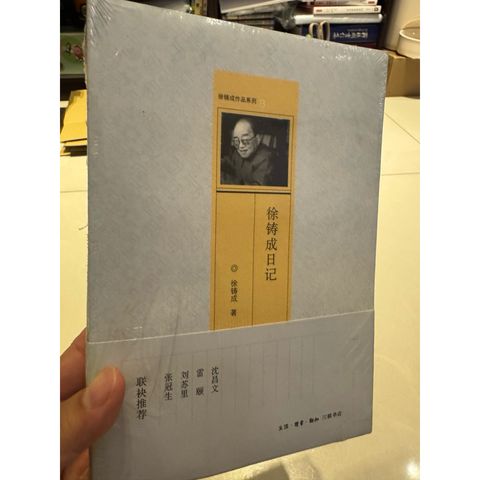 徐铸成作品系列
徐铸成日记
◎ 徐铸成 著
沈昌文
雷颐
刘苏里
张冠生
联袂推荐
生活·读书·新知 三联书店